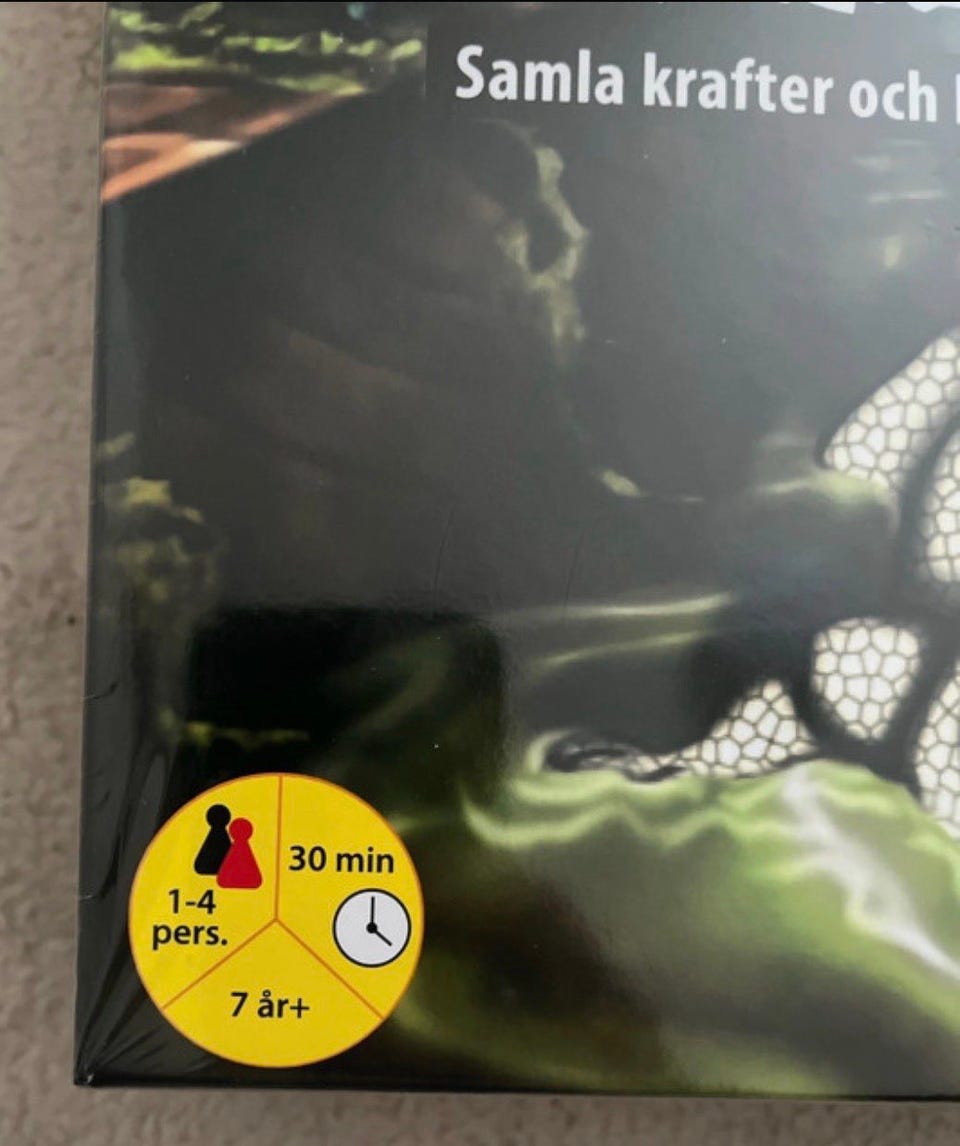 Samla krafter och
30 min
1-4
pers.
7 år+